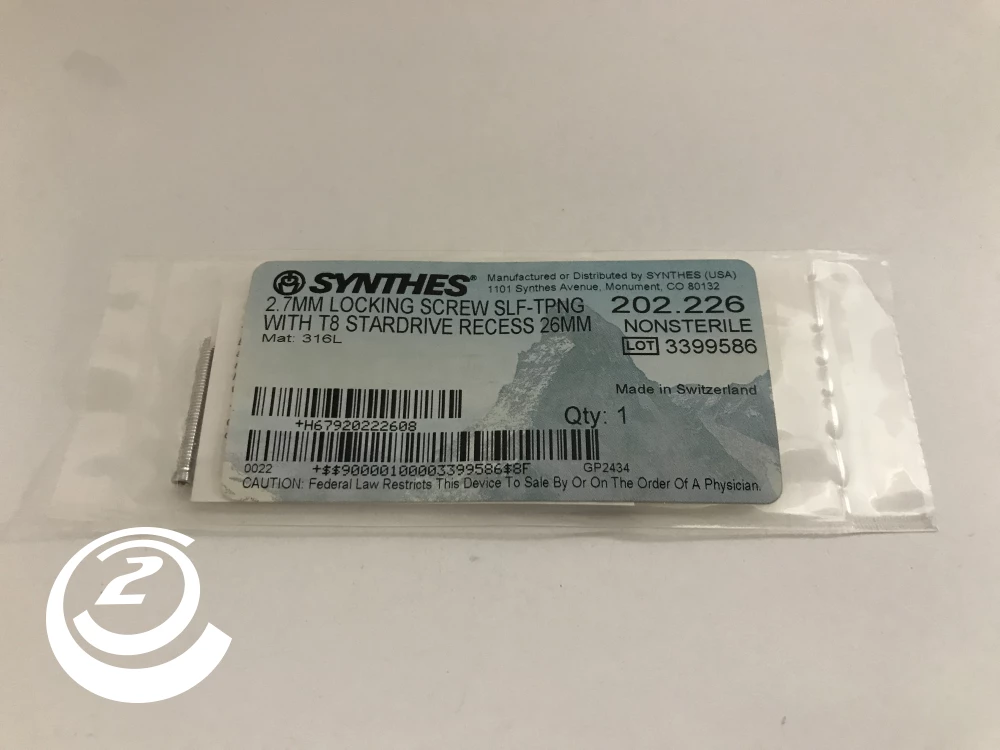 SYNTHES®
Manufactured or Distributed by SYNTHES (USA)
1101 Synthes Avenue, Monument, CO 80132
2.7MM LOCKING SCREW SLF-TPNG
WITH T8 STARDRIVE RECESS 26MM
Mat: 316L
202.226
NONSTERILE
LOT 3399586
Made in Switzerland
Qty: 1
+H67920222608
0022
+$$90000100003399586$8F
GP2434
CAUTION: Federal Law Restricts This Device To Sale By Or On The Order Of A Physician.
2